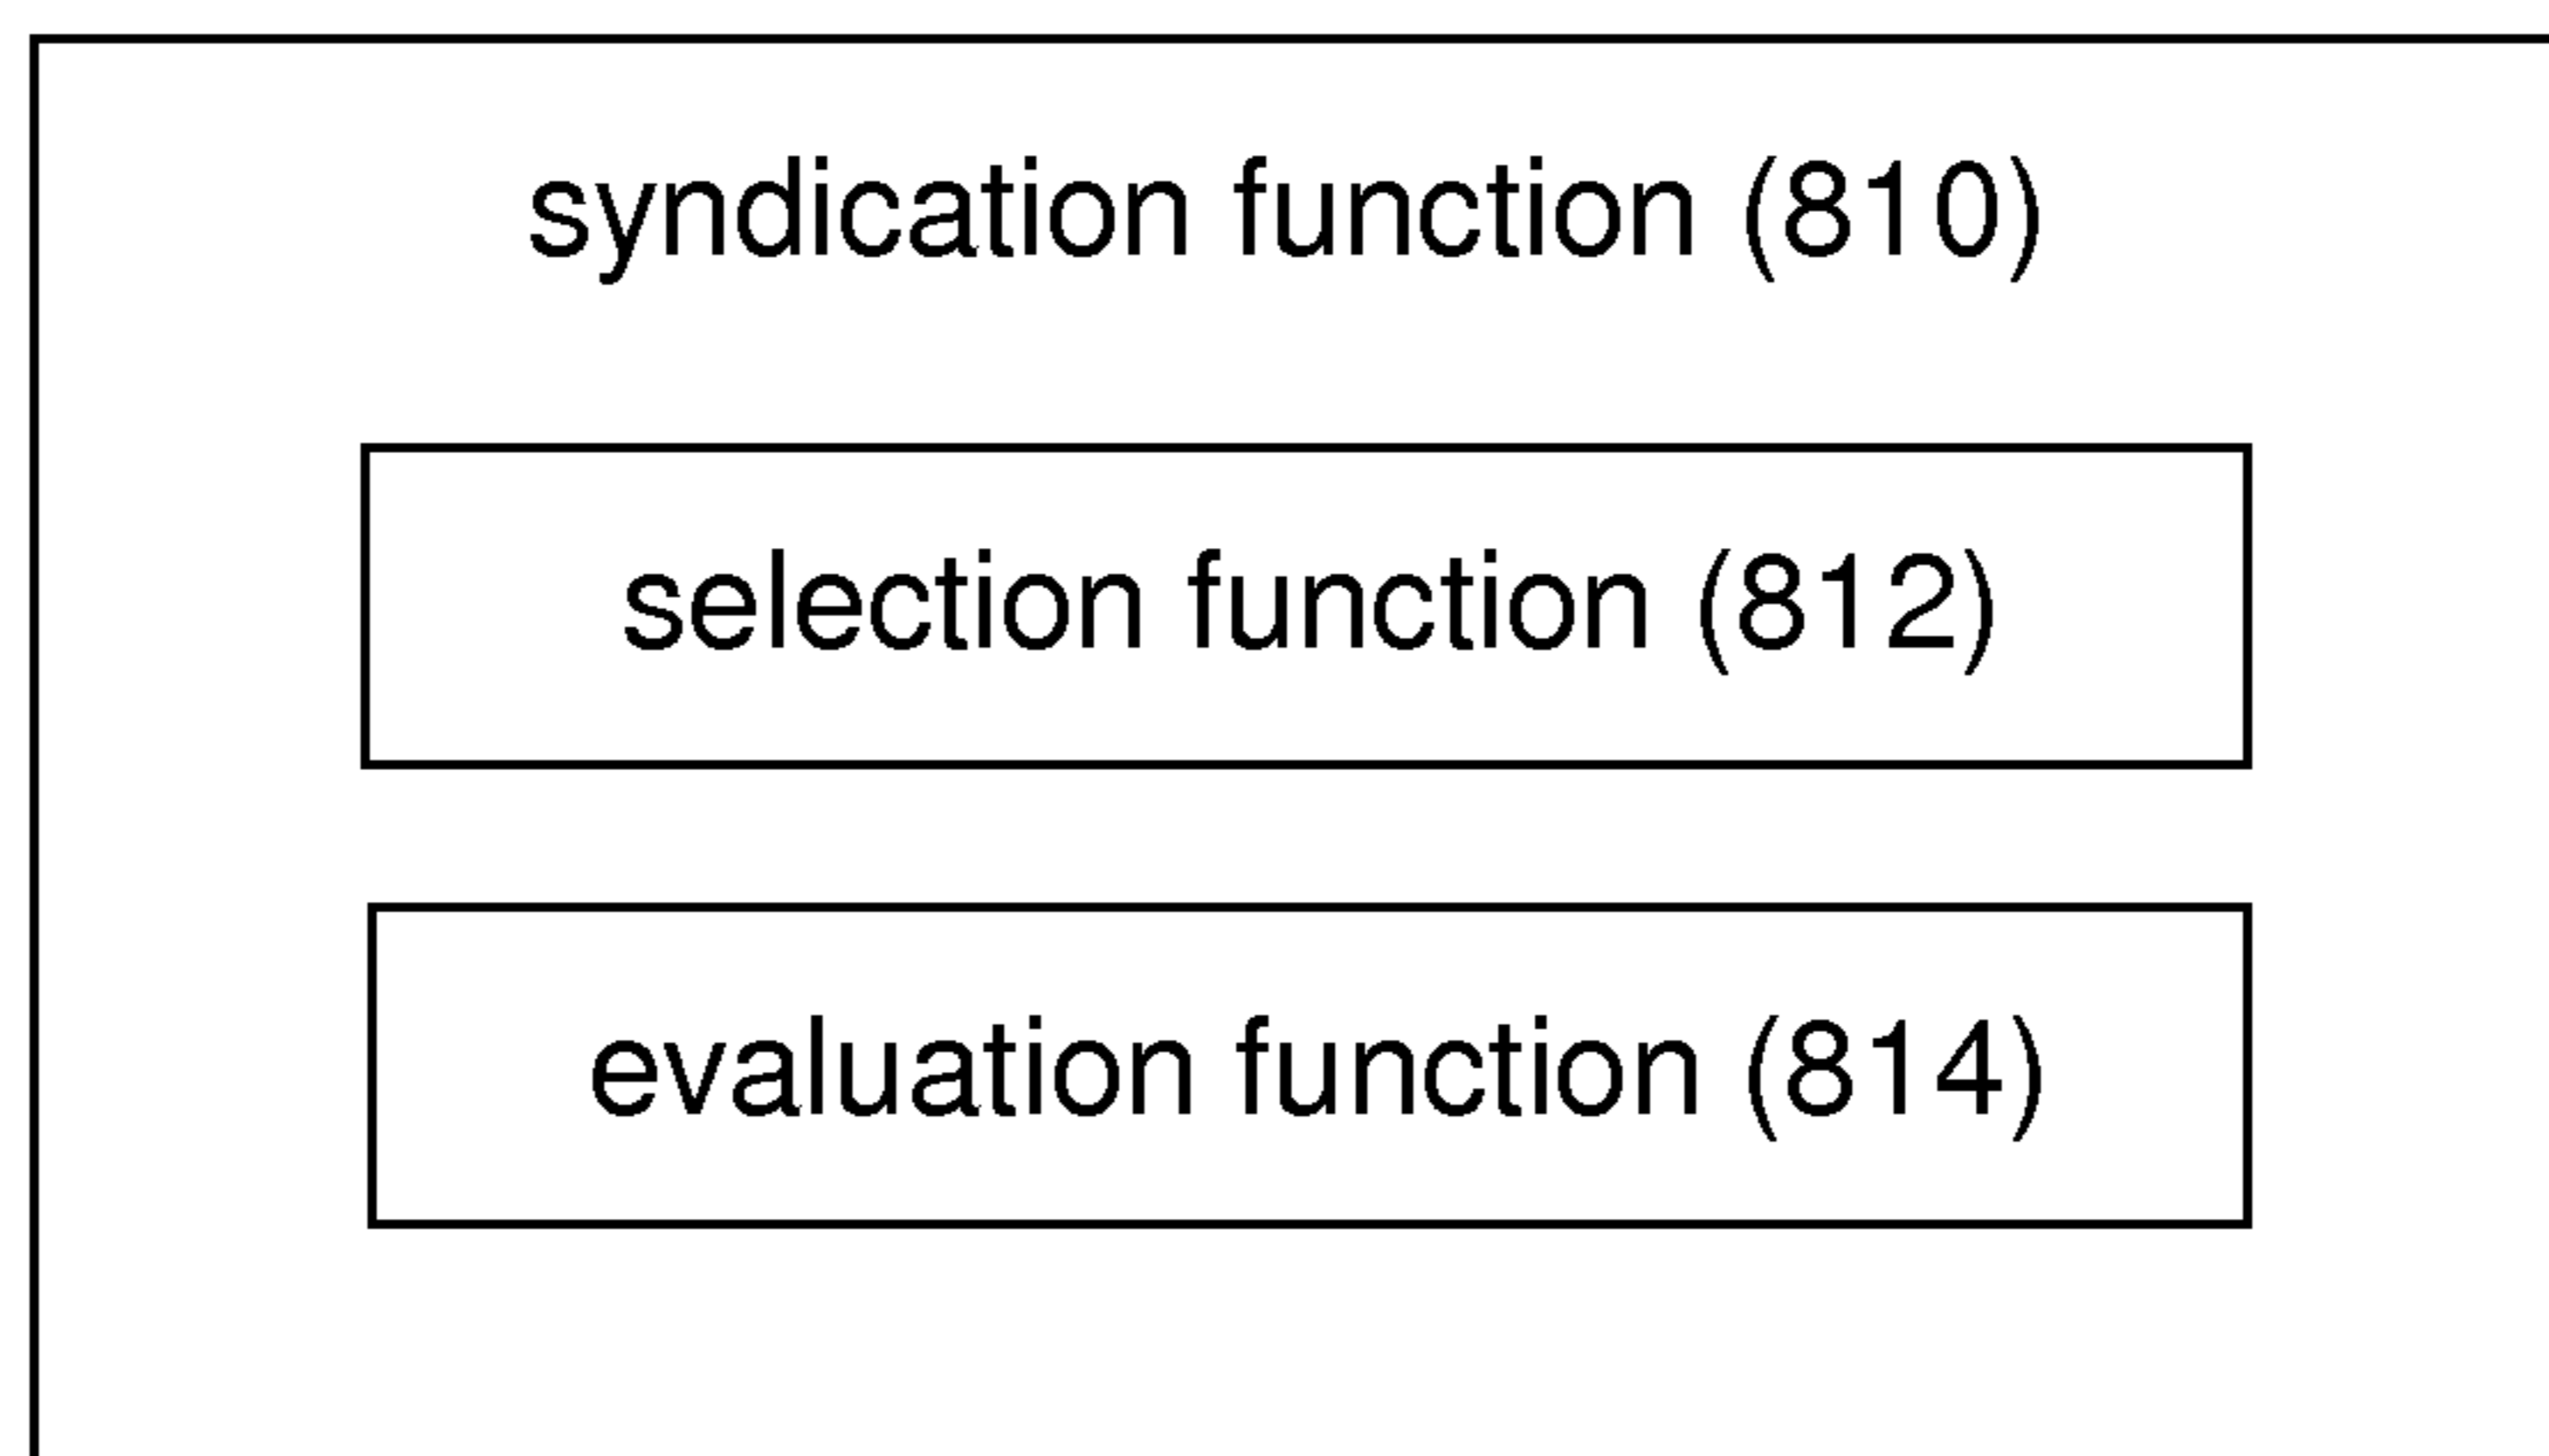 syndication function (810)
selection function (812)
evaluation function (814)